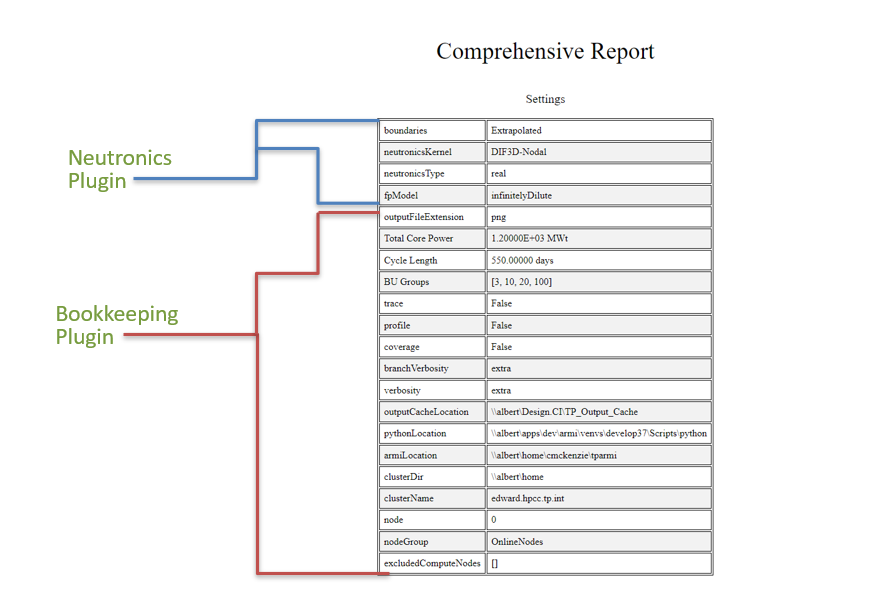 Comprehensive Report
Settings
Neutronics
Plugin
Bookkeeping
Plugin
boundaries Extrapolated
neutronicsKernel DIF3D-Nodal
neutronicsType real
fpModel infinitelyDilute
outputFileExtension png
Total Core Power 1.20000E+03 MWt
Cycle Length 550.00000 days
BU Groups [3, 10, 20, 100]
trace False
profile False
coverage False
branchVerbosity extra
verbosity extra
outputCacheLocation \\albert\Design.CI\TP_Output_Cache
pythonLocation \\albert\apps\dev\armi\venvs\develop37\Scripts\python
armiLocation \\albert\home\cmckenzie\tparmi
clusterDir \\albert\home
clusterName edward.hpcc.tp.int
node 0
nodeGroup OnlineNodes
excludedComputeNodes []